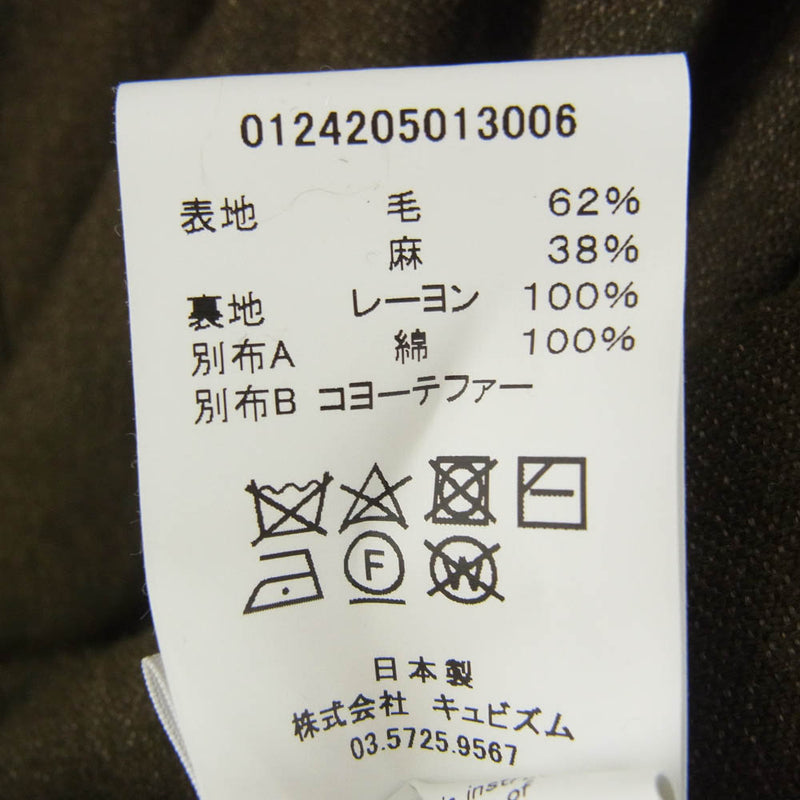 0124205013006
表地 毛 62%
麻 38%
裏地 レーヨン 100%
別布A 綿 100%
別布B コヨーテファー
F
W
日本製
株式会社 キュビズム
03.5725.9567
of